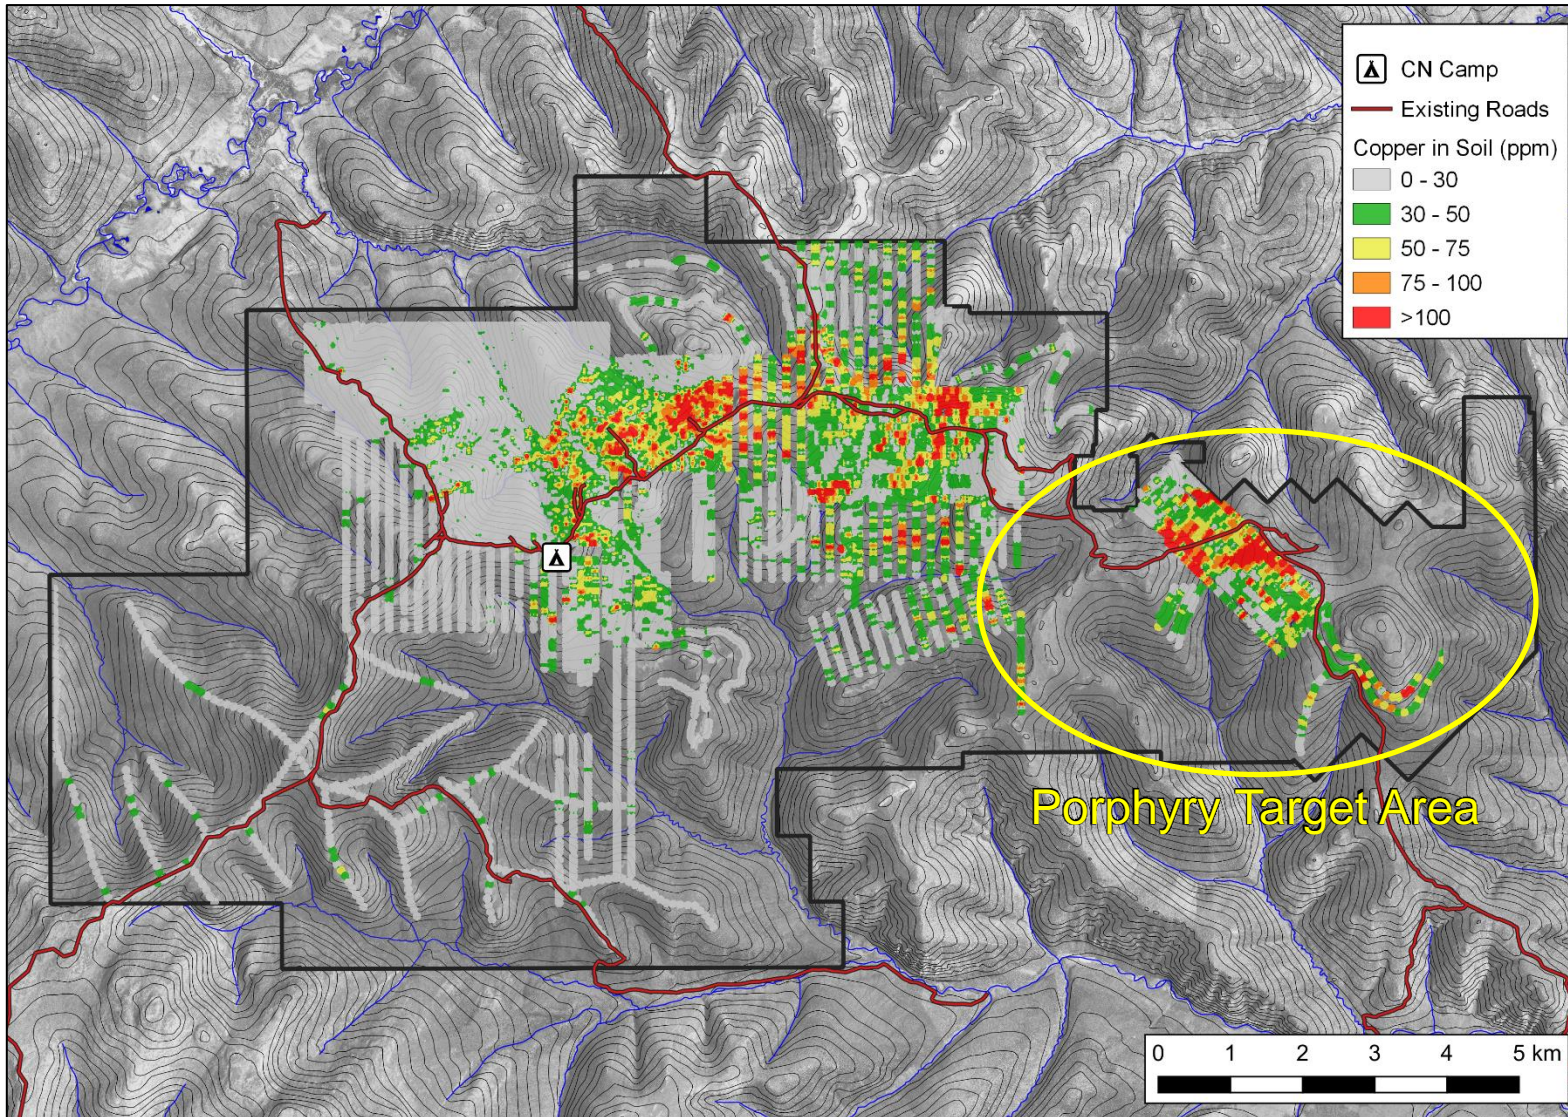 CN Camp
Existing Roads
Copper in Soil (ppm)
0 - 30
30 - 50
50 - 75
75 - 100
>100
Porphyry Target Area
0 1 2 3 4 5 km